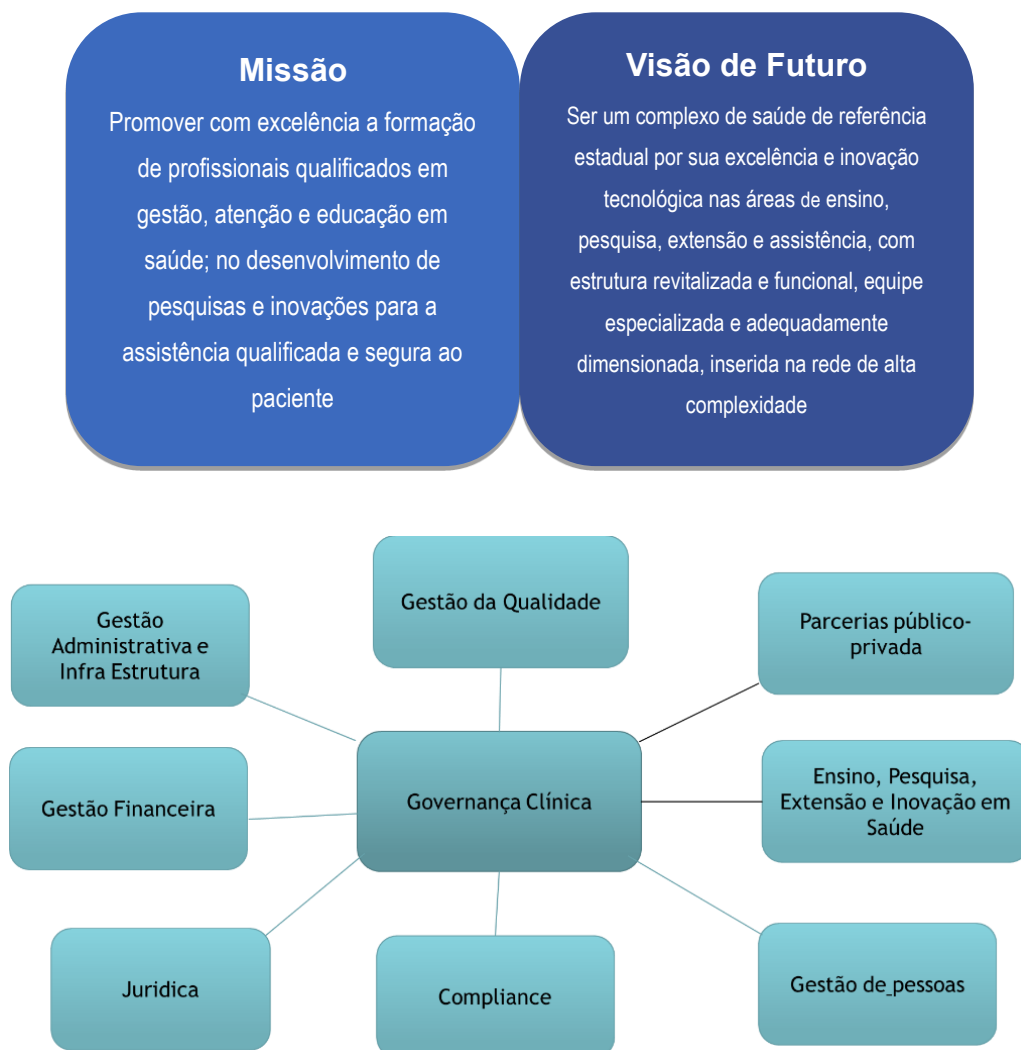 Missão
Promover com excelência a formação
de profissionais qualificados em
gestão, atenção e educação em
saúde; no desenvolvimento de
pesquisas e inovações para a
assistência qualificada e segura ao
paciente
Visão de Futuro
Ser um complexo de saúde de referência
estadual por sua excelência e inovação
tecnológica nas áreas de ensino,
pesquisa, extensão e assistência, com
estrutura revitalizada e funcional, equipe
especializada e adequadamente
dimensionada, inserida na rede de alta
complexidade
Gestão
Administrativa e
Infra Estrutura
Gestão da Qualidade
Parcerias público-
privada
Gestão Financeira
Governança Clínica
Ensino, Pesquisa,
Extensão e Inovação em
Saúde
Juridica
Compliance
Gestão de_pessoas